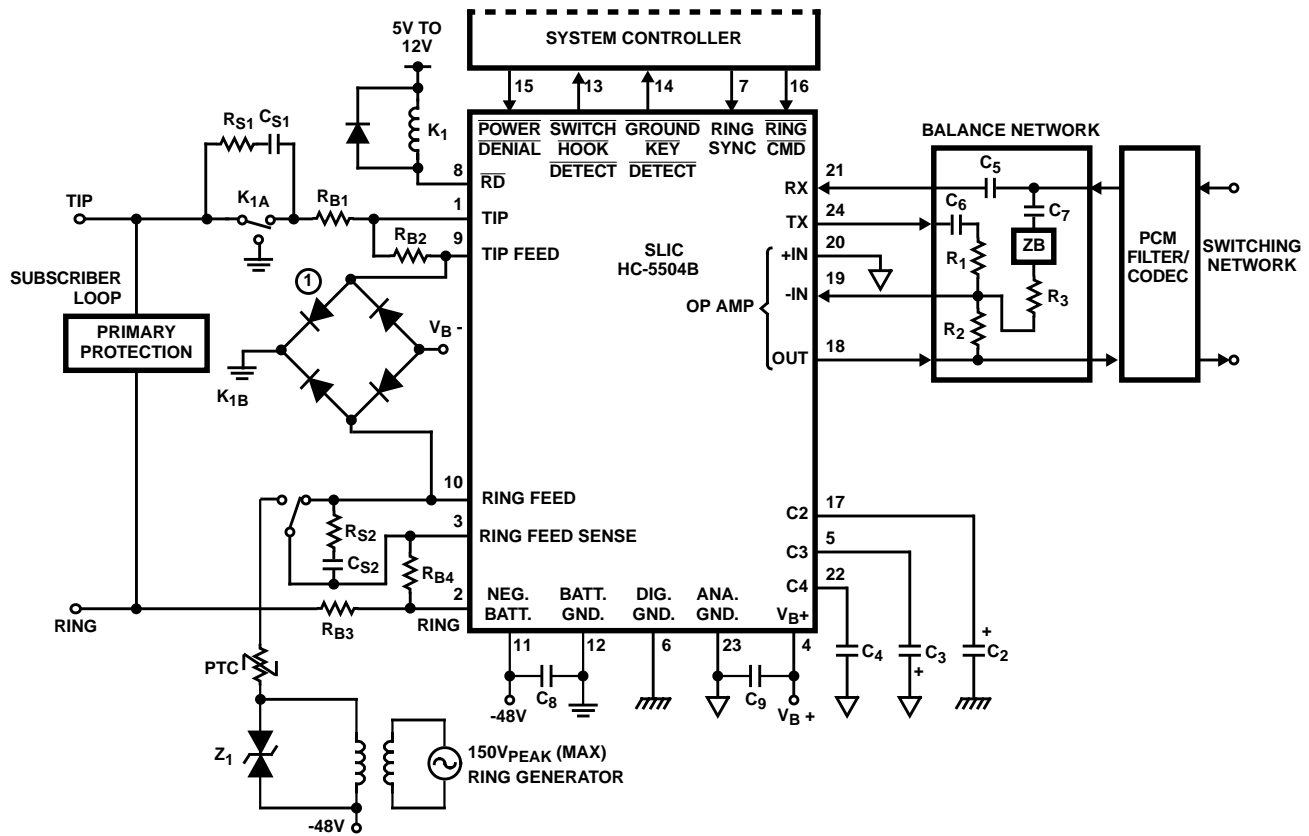 SYSTEM CONTROLLER
5V TO
12V
15
13
14
7
16
RS1
CS1
K1
POWER
DENIAL
SWITCH
HOOK
DETECT
GROUND
KEY
DETECT
RING
SYNC
RING
CMD
BALANCE NETWORK
8
RD
21
RX
C5
TIP
K1A
RB1
1
TIP
24
TX
C6
C7
RB2
9
TIP FEED
SLIC
HC-5504B
20
+IN
R1
ZB
PCM
FILTER/
CODEC
SWITCHING
NETWORK
SUBSCRIBER
LOOP
1
19
-IN
R3
OP AMP
PRIMARY
PROTECTION
VB -
R2
18
OUT
K1B
10
RING FEED
17
C2
RS2
3
RING FEED SENSE
5
C3
CS2
RB4
22
C4
NEG.
BATT.
BATT.
GND.
DIG.
GND.
ANA.
GND.
VB+
2
RING
RING
RB3
11
12
6
23
4
C4
C3
+
+
C2
PTC
C8
C9
-48V
VB +
Z1
150VPEAK (MAX)
RING GENERATOR
-48V